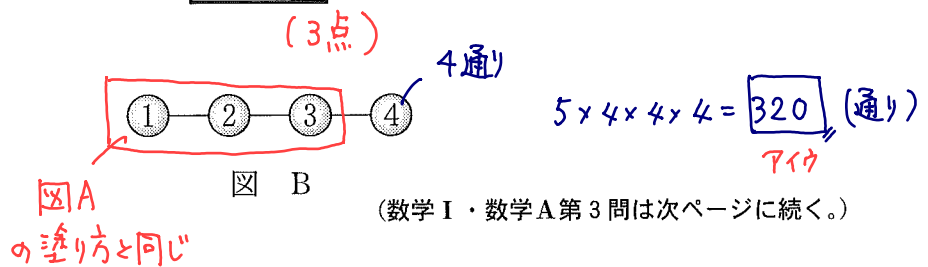 (3点)
4通り
① ② ③ ④
5×4×4×4=320(通り)
アイウ
図 B
図A
の塗り方と同じ
(数学Ⅰ・数学A第3問は次ページに続く。)